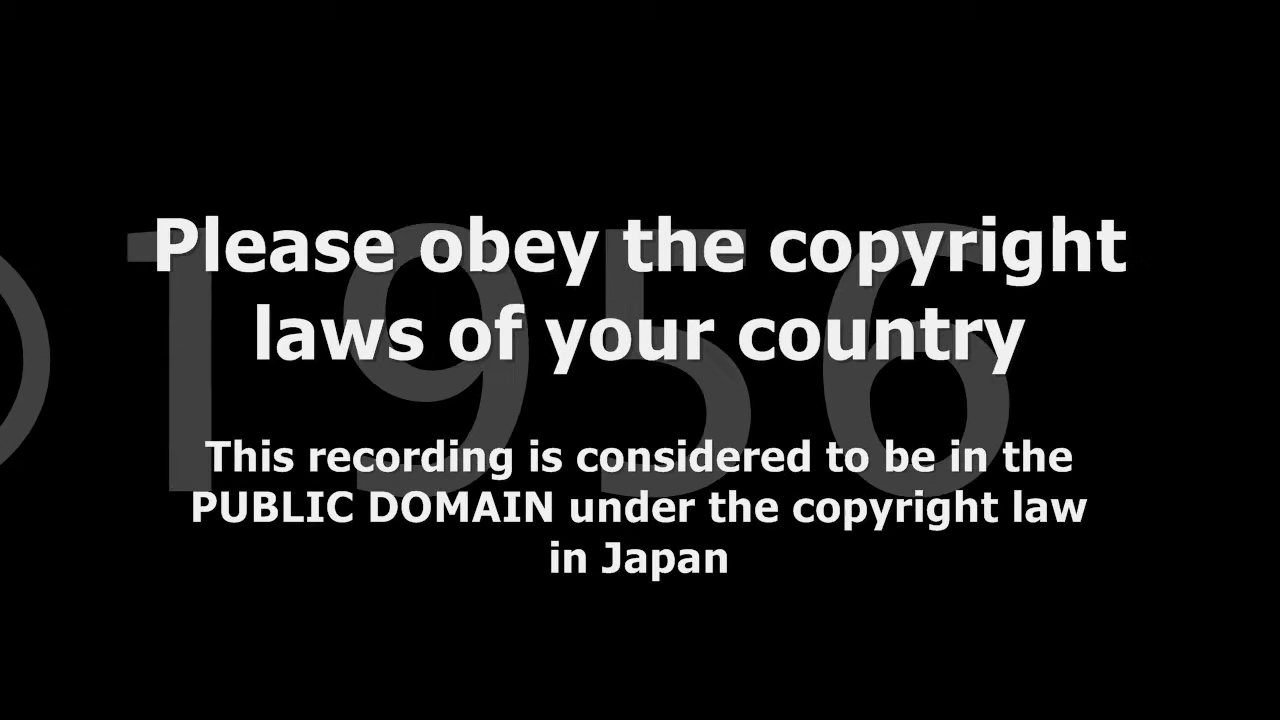 Please obey the copyright
laws of your country
1956
This recording is considered to be in the
PUBLIC DOMAIN under the copyright law
in Japan